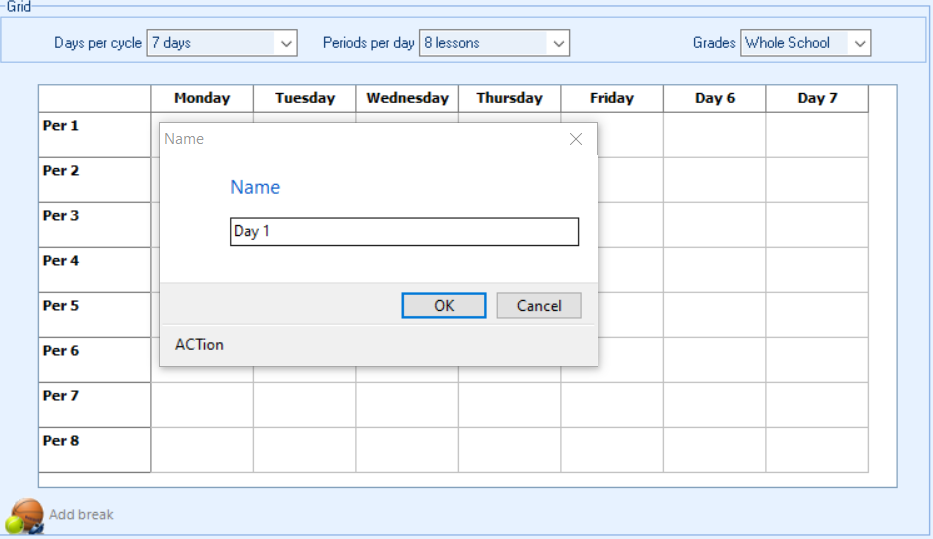 Grid
Days per cycle 7 days Periods per day 8 lessons Grades Whole School
Monday Tuesday Wednesday Thursday Friday Day 6 Day 7
Per 1
Name
Per 2
Name
Per 3
Day 1
Per 4
Per 5
OK Cancel
Per 6
ACTion
Per 7
Per 8
Add break